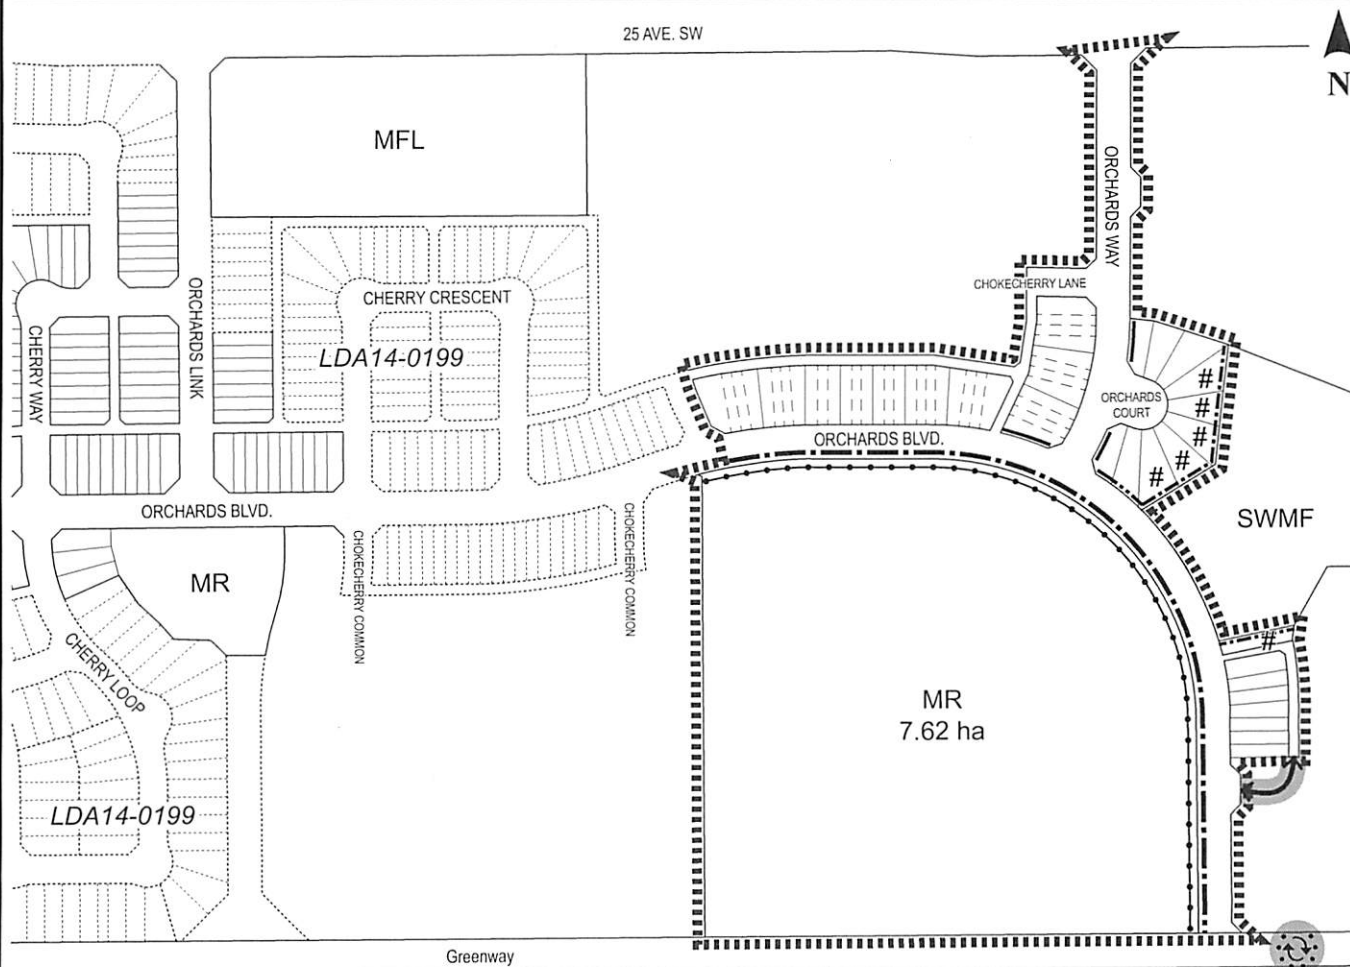 25 AVE. SW
N
MFL
ORCHARDS WAY
CHOKECHERRY LANE
ORCHARDS LINK
CHERRY CRESCENT
CHERRY WAY
LDA14-0199
#
ORCHARDS
COURT
#
#
ORCHARDS BLVD.
#
#
ORCHARDS BLVD.
CHOKECHERRY COMMON
CHOKECHERRY COMMON
SWMF
MR
#
CHERRY LOOP
MR
7.62 ha
LDA14-0199
Greenway